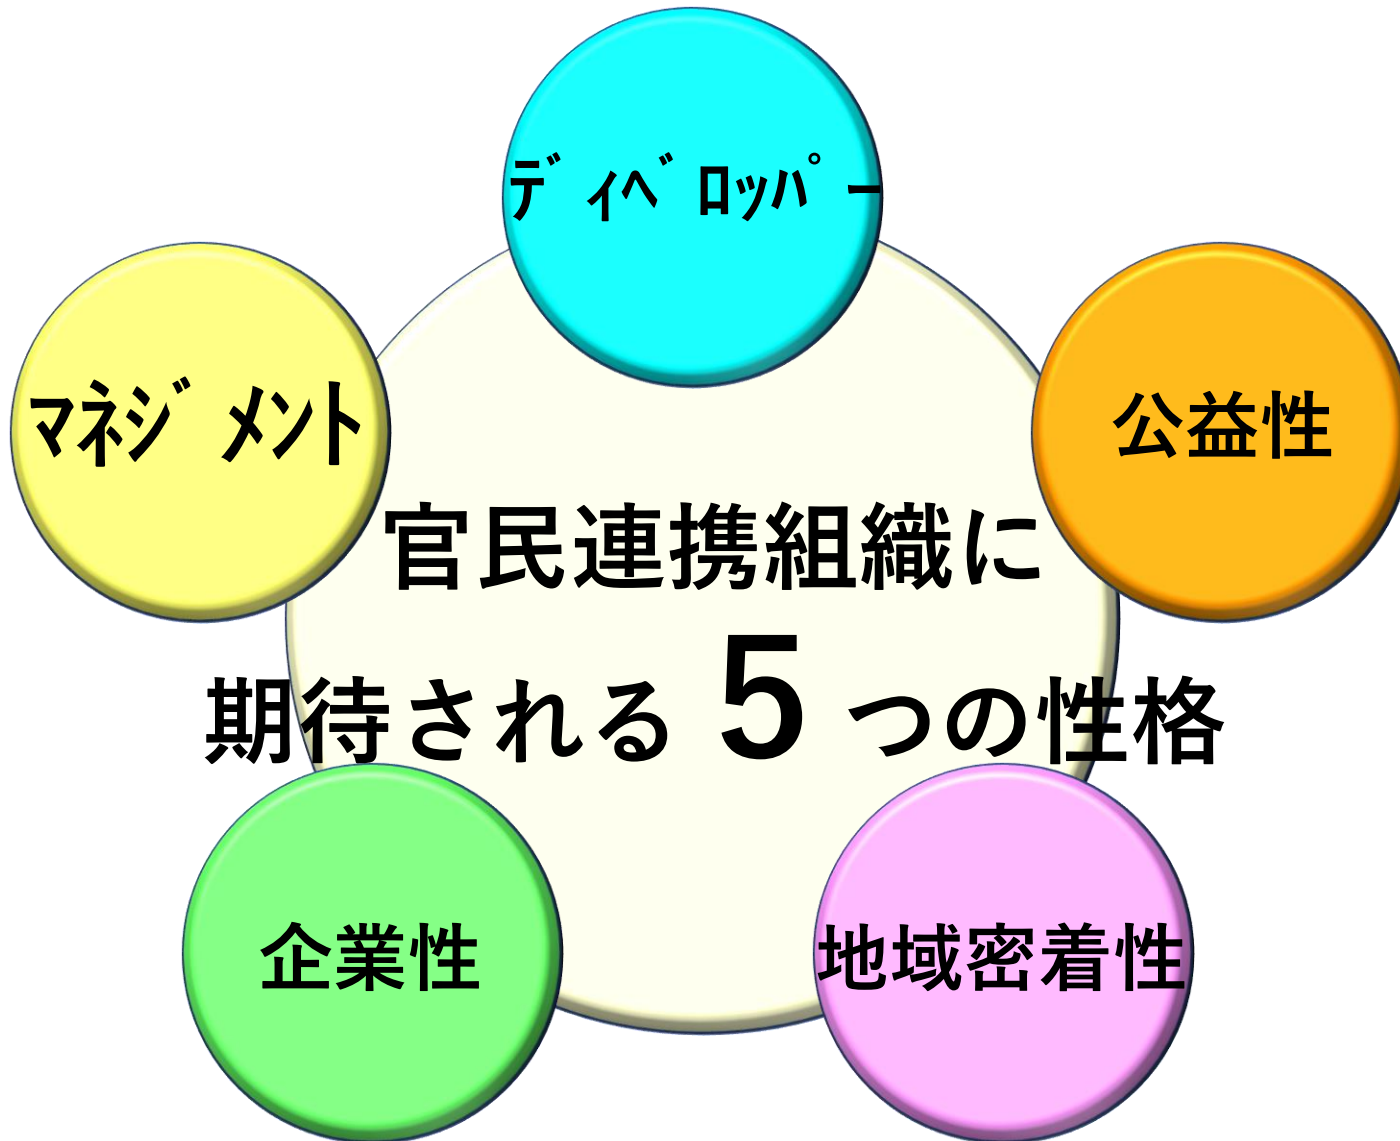 ﾃﾞｨﾍﾞﾛｯﾊﾟｰ
ﾏﾈｼﾞﾒﾝﾄ
公益性
官民連携組織に
期待される 5 つの性格
企業性
地域密着性